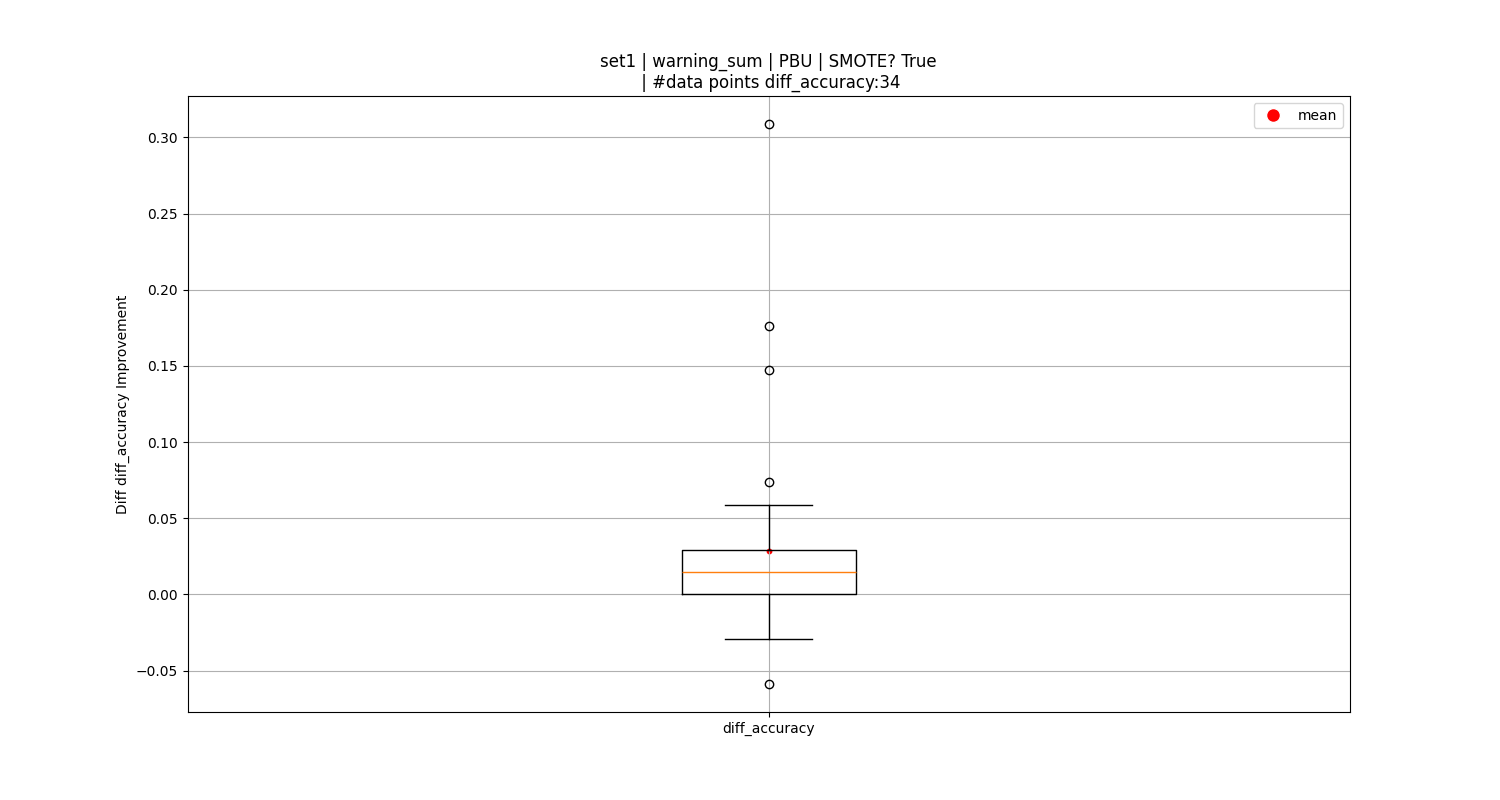 set1 | warning_sum | PBU | SMOTE? True
| #data points diff_accuracy:34
mean
0.30
0.25
0.20
0.15
0.10
0.05
0.00
−0.05
Diff diff_accuracy Improvement
diff_accuracy